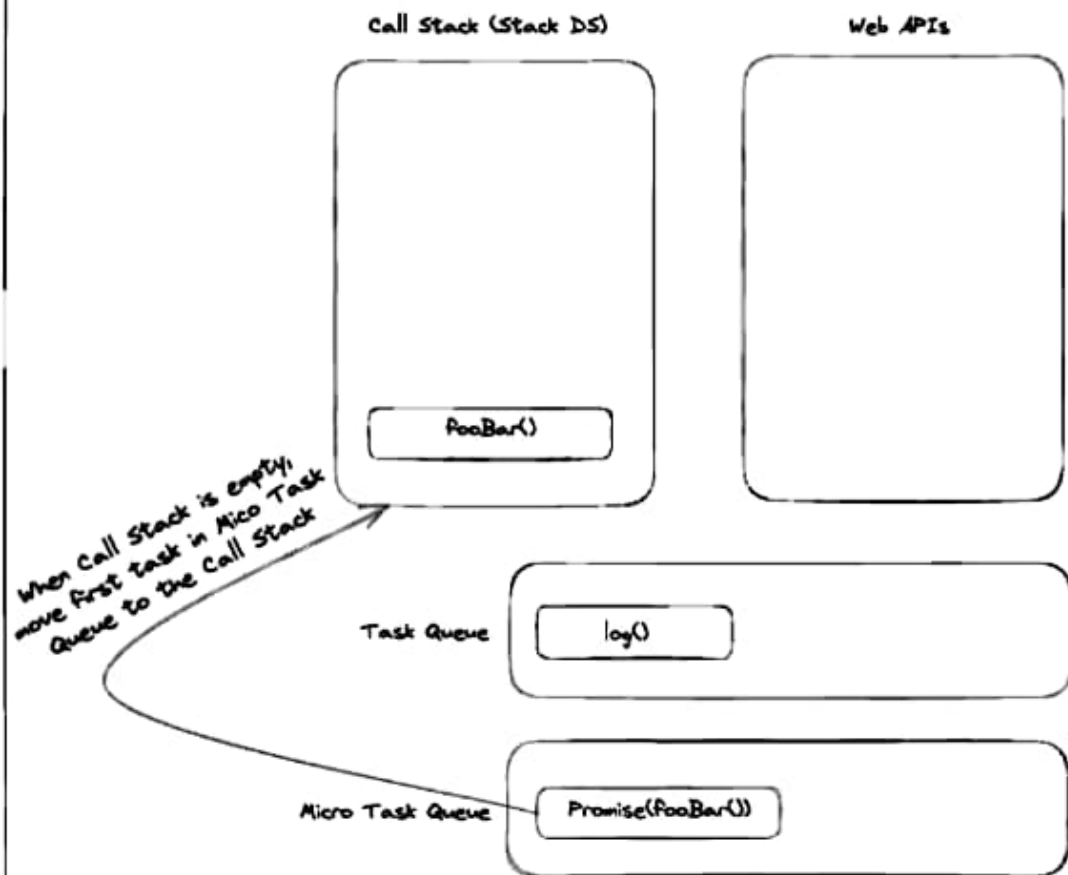 Call Stack (Stack DS)
Web APIs
fooBar()
When Call Stack is empty,
move first task in Mico Task
Queue to the Call Stack
Task Queue
log()
Micro Task Queue
Promise(fooBar())